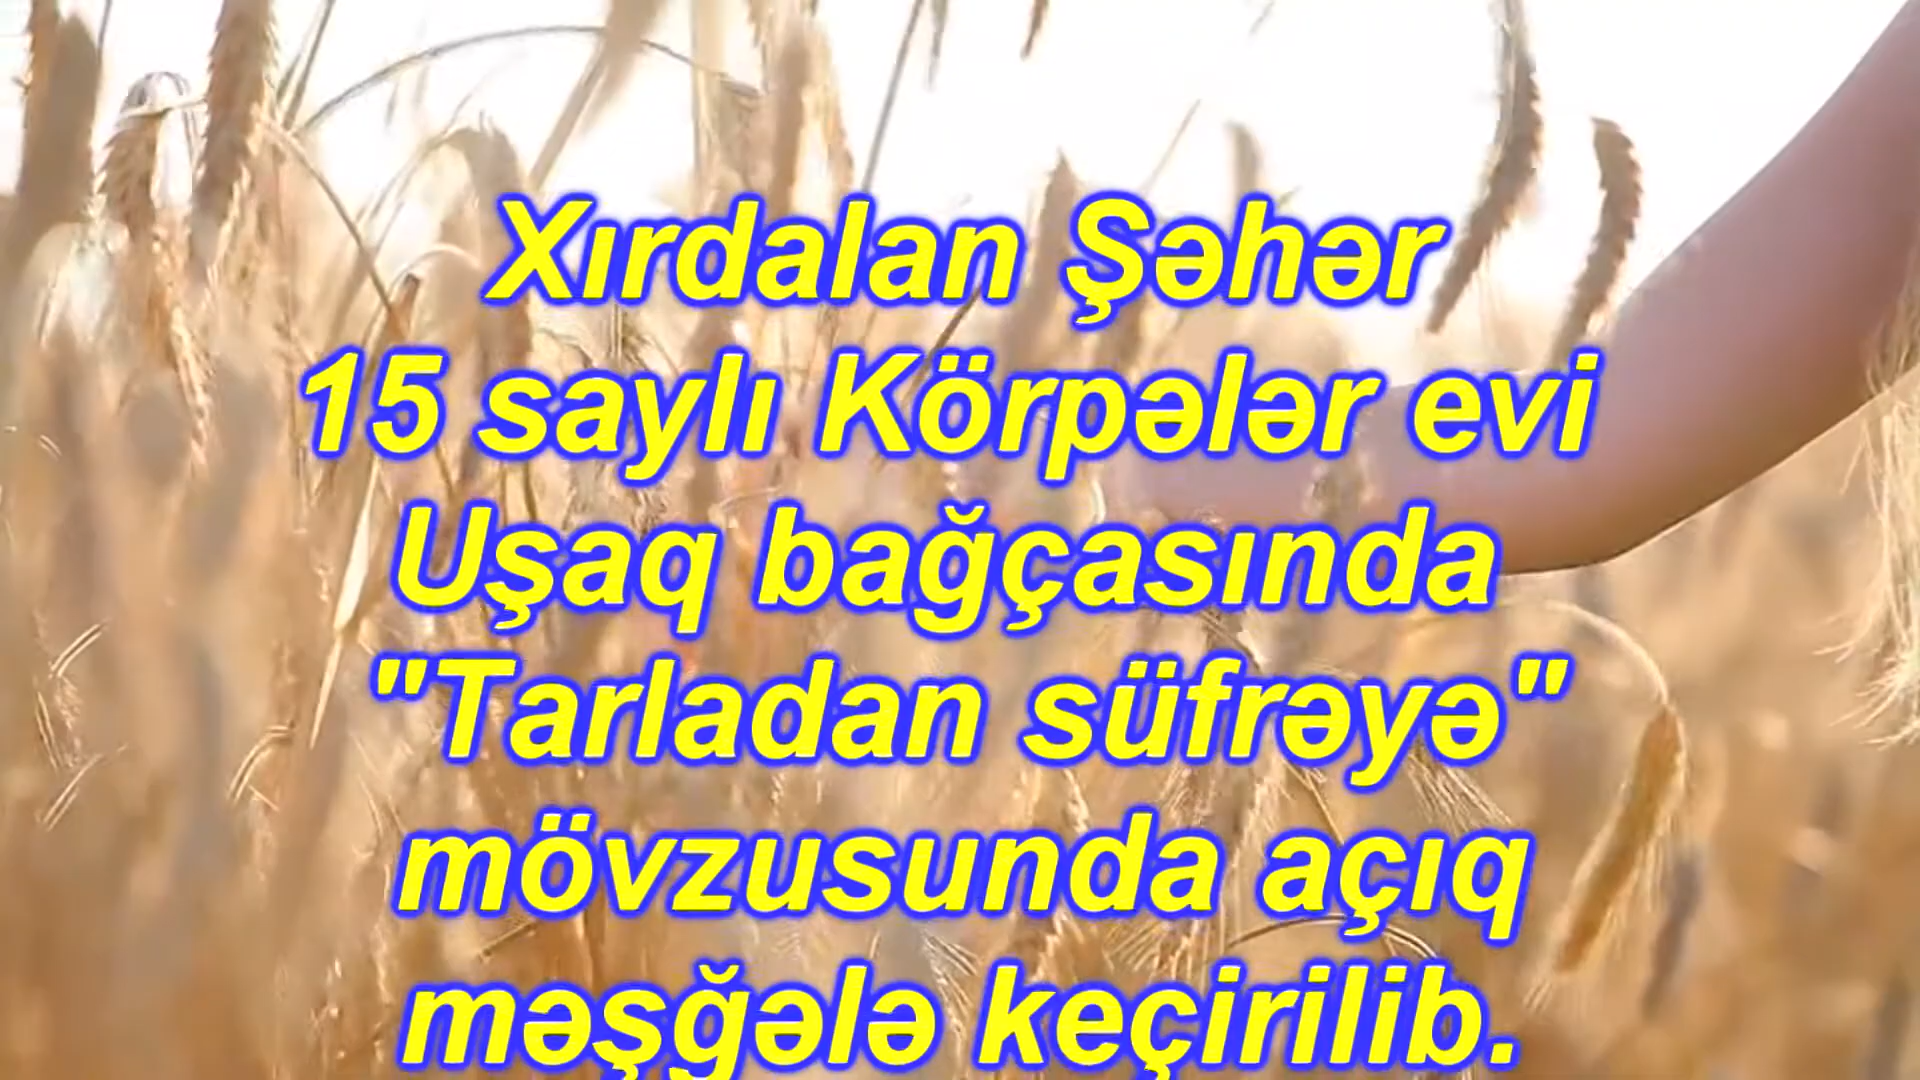 Xırdalan Şəhər
15 saylı Körpələr evi
Uşaq bağçasında
"Tarladan süfrəyə"
mövzusunda açıq
məşğələ keçirilib.